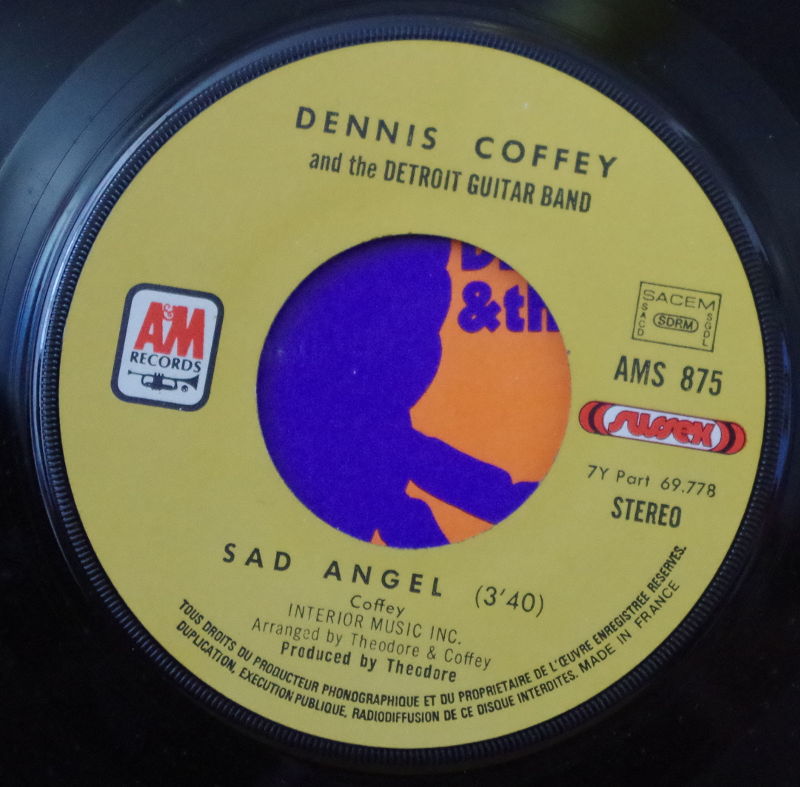 DENNIS COFFEY
and the DETROIT GUITAR BAND
&th
A&M
RECORDS
®
SACEM
SACD
SDRM
SGDL
AMS 875
sussex
7Y Part 69.778
STEREO
SAD ANGEL (3'40)
Coffey
INTERIOR MUSIC INC.
Arranged by Theodore & Coffey
Produced by Theodore
TOUS DROITS DU PRODUCTEUR PHONOGRAPHIQUE ET DU PROPRIETAIRE DE L'ŒUVRE ENREGISTREE RESERVES.
DUPLICATION, EXECUTION PUBLIQUE, RADIODIFFUSION DE CE DISQUE INTERDITES. MADE IN FRANCE